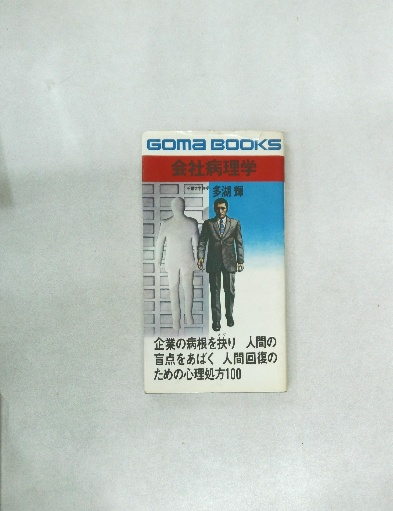 GOMA BOOKS
会社病理学
多湖輝
企業の病根を抉り 人間の
盲点をあばく 人間回復の
ための心理処方100